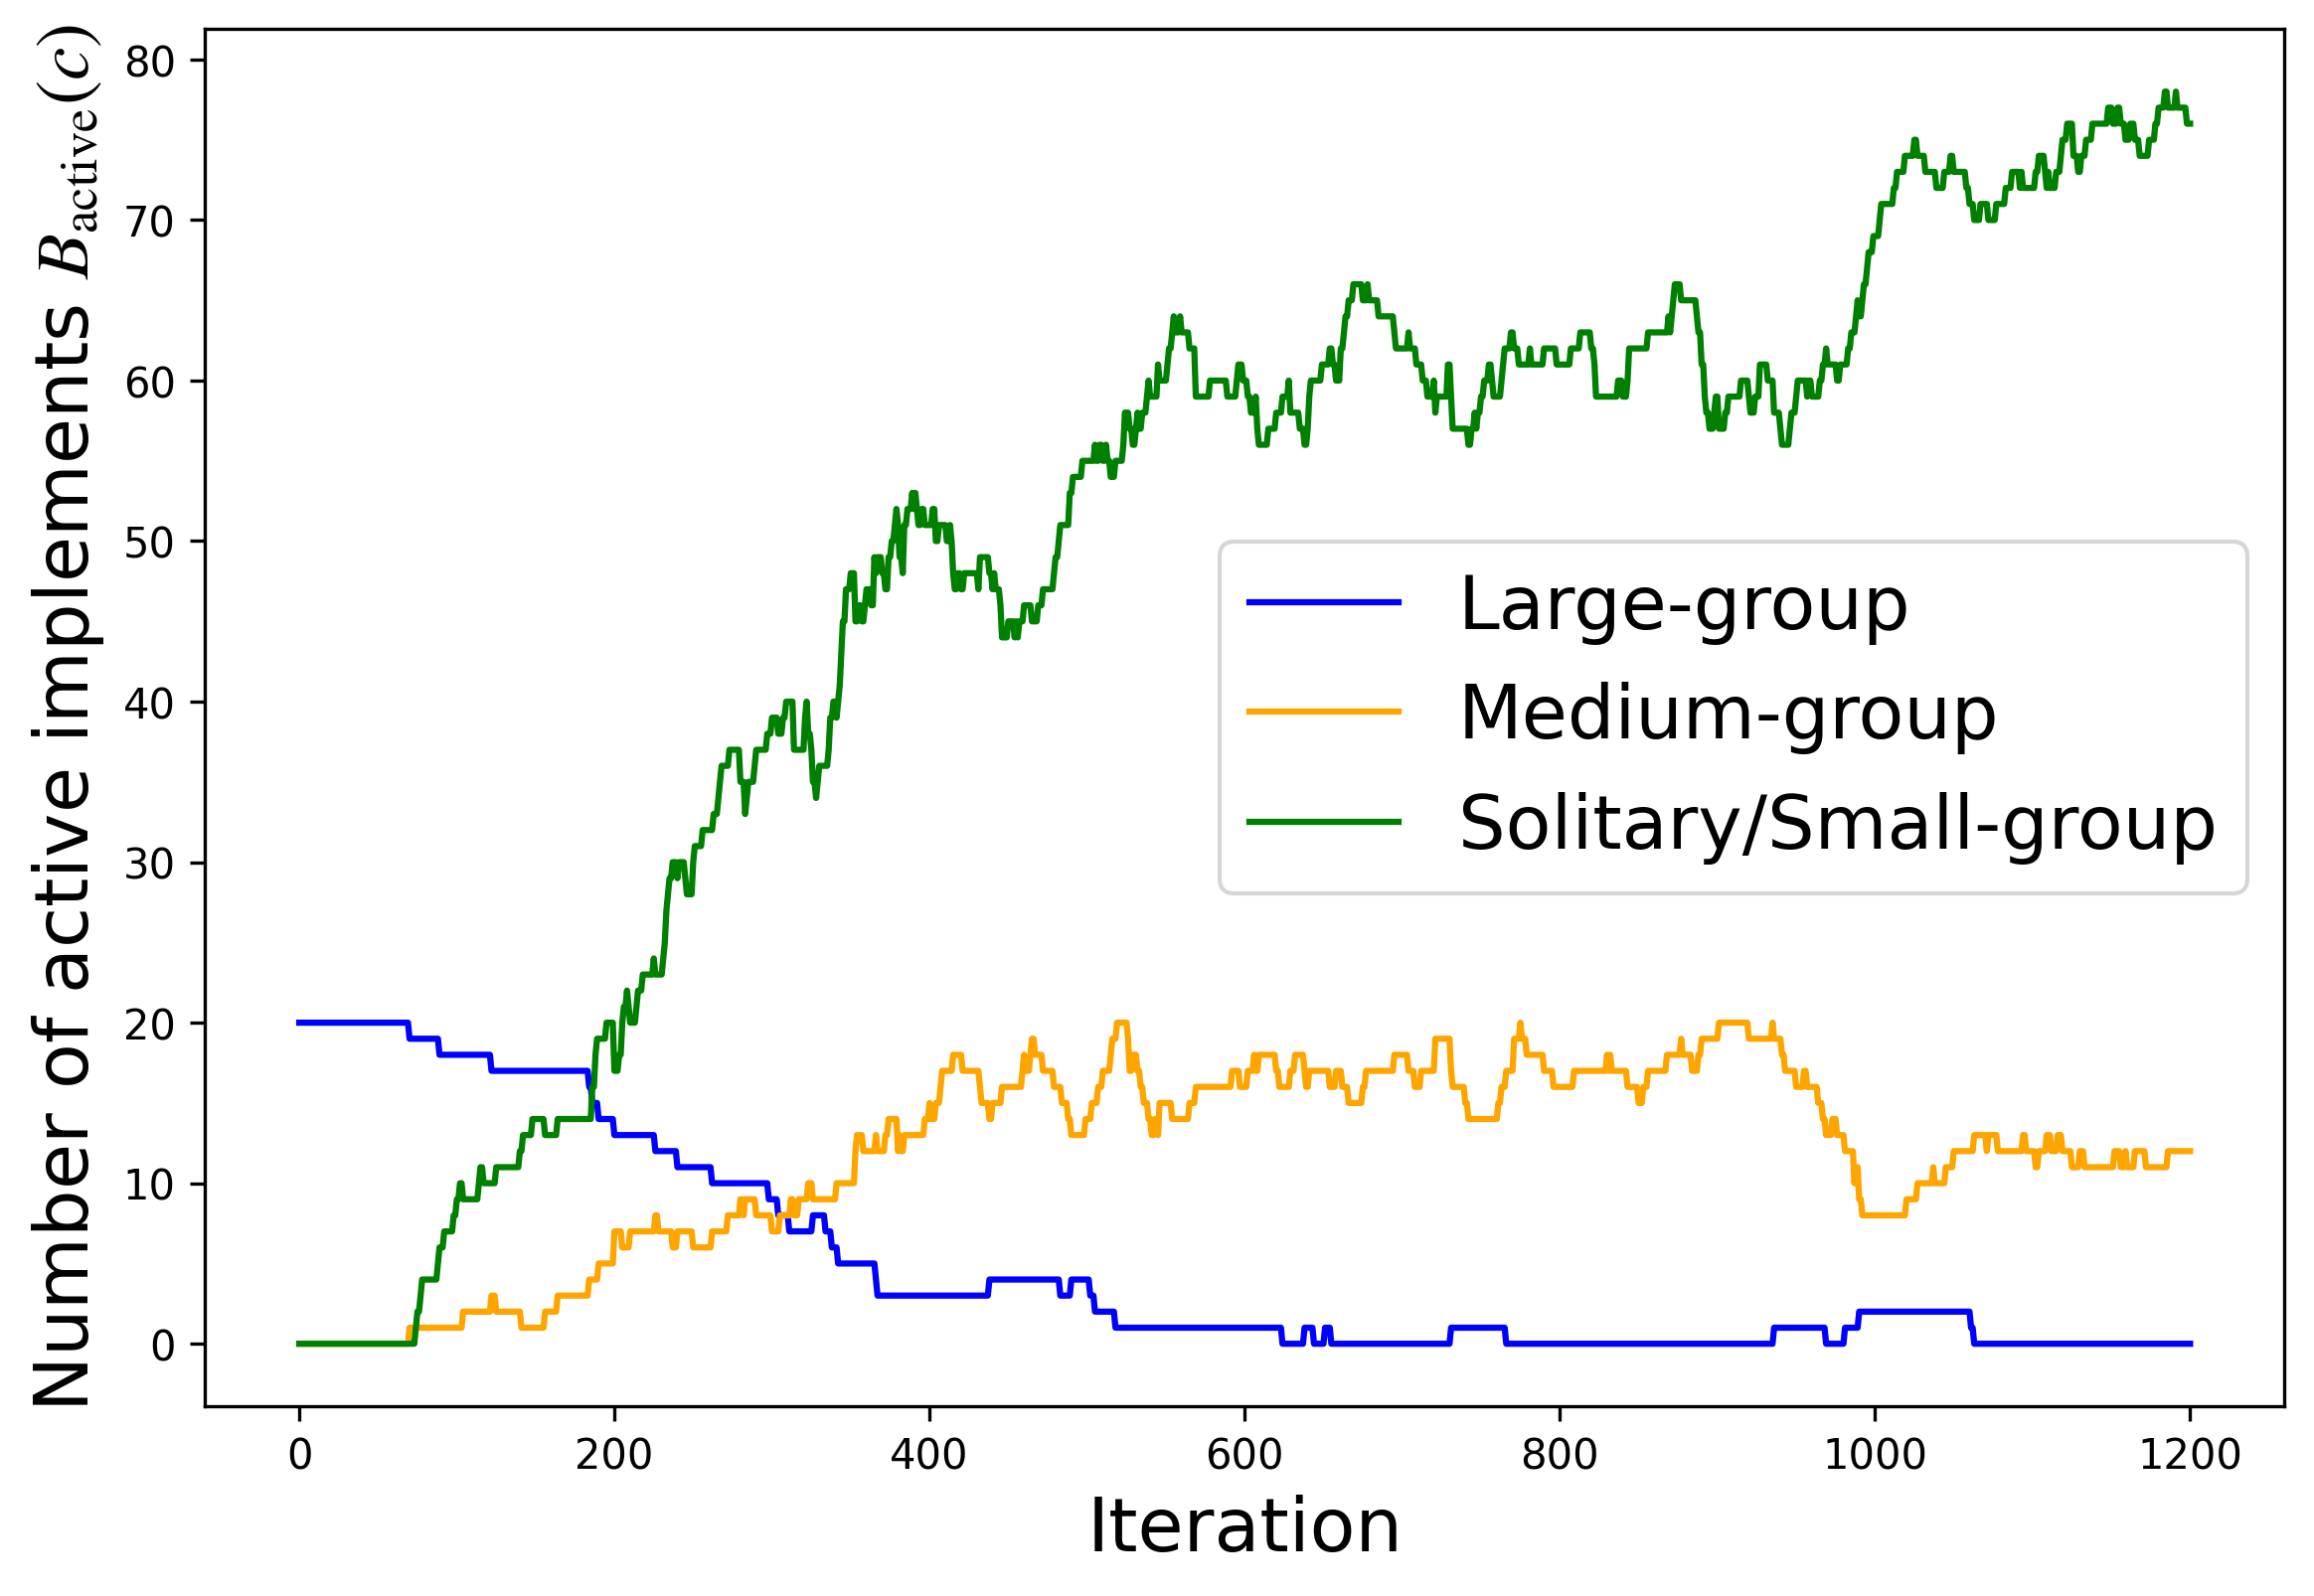 Number of active implements B_active(c)
80
70
60
50
40
30
20
10
0
0 200 400 600 800 1000 1200
Iteration
Large-group
Medium-group
Solitary/Small-group